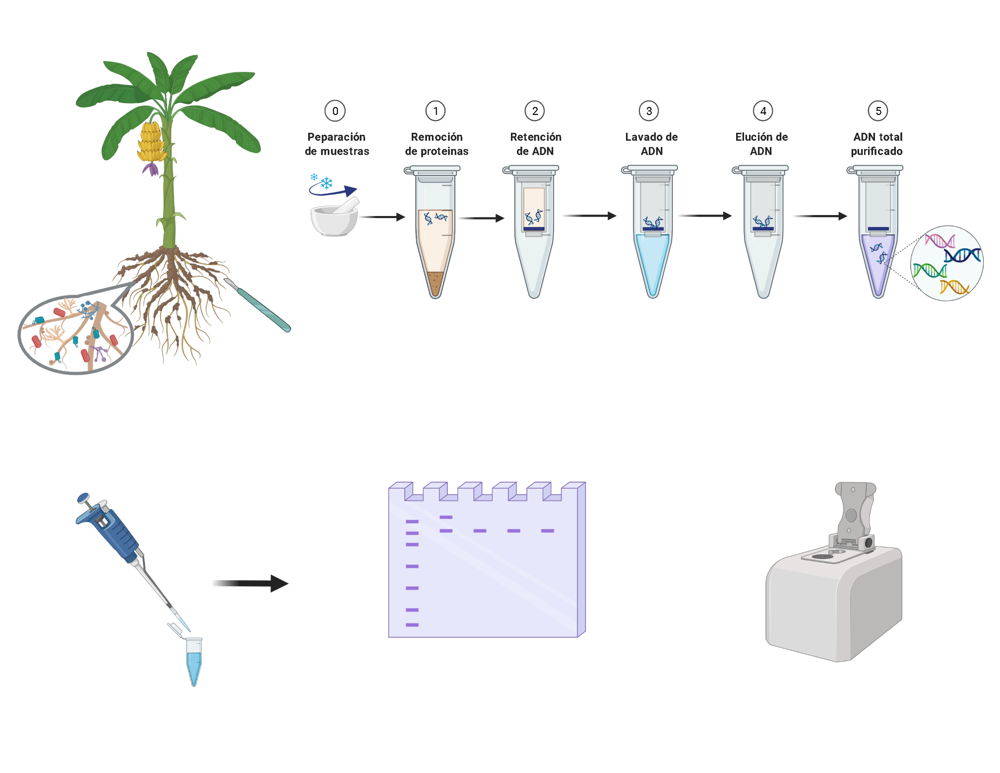 0
Peparación
de muestras
1
Remoción
de proteinas
2
Retención
de ADN
3
Lavado de
ADN
4
Elución de
ADN
5
ADN total
purificado